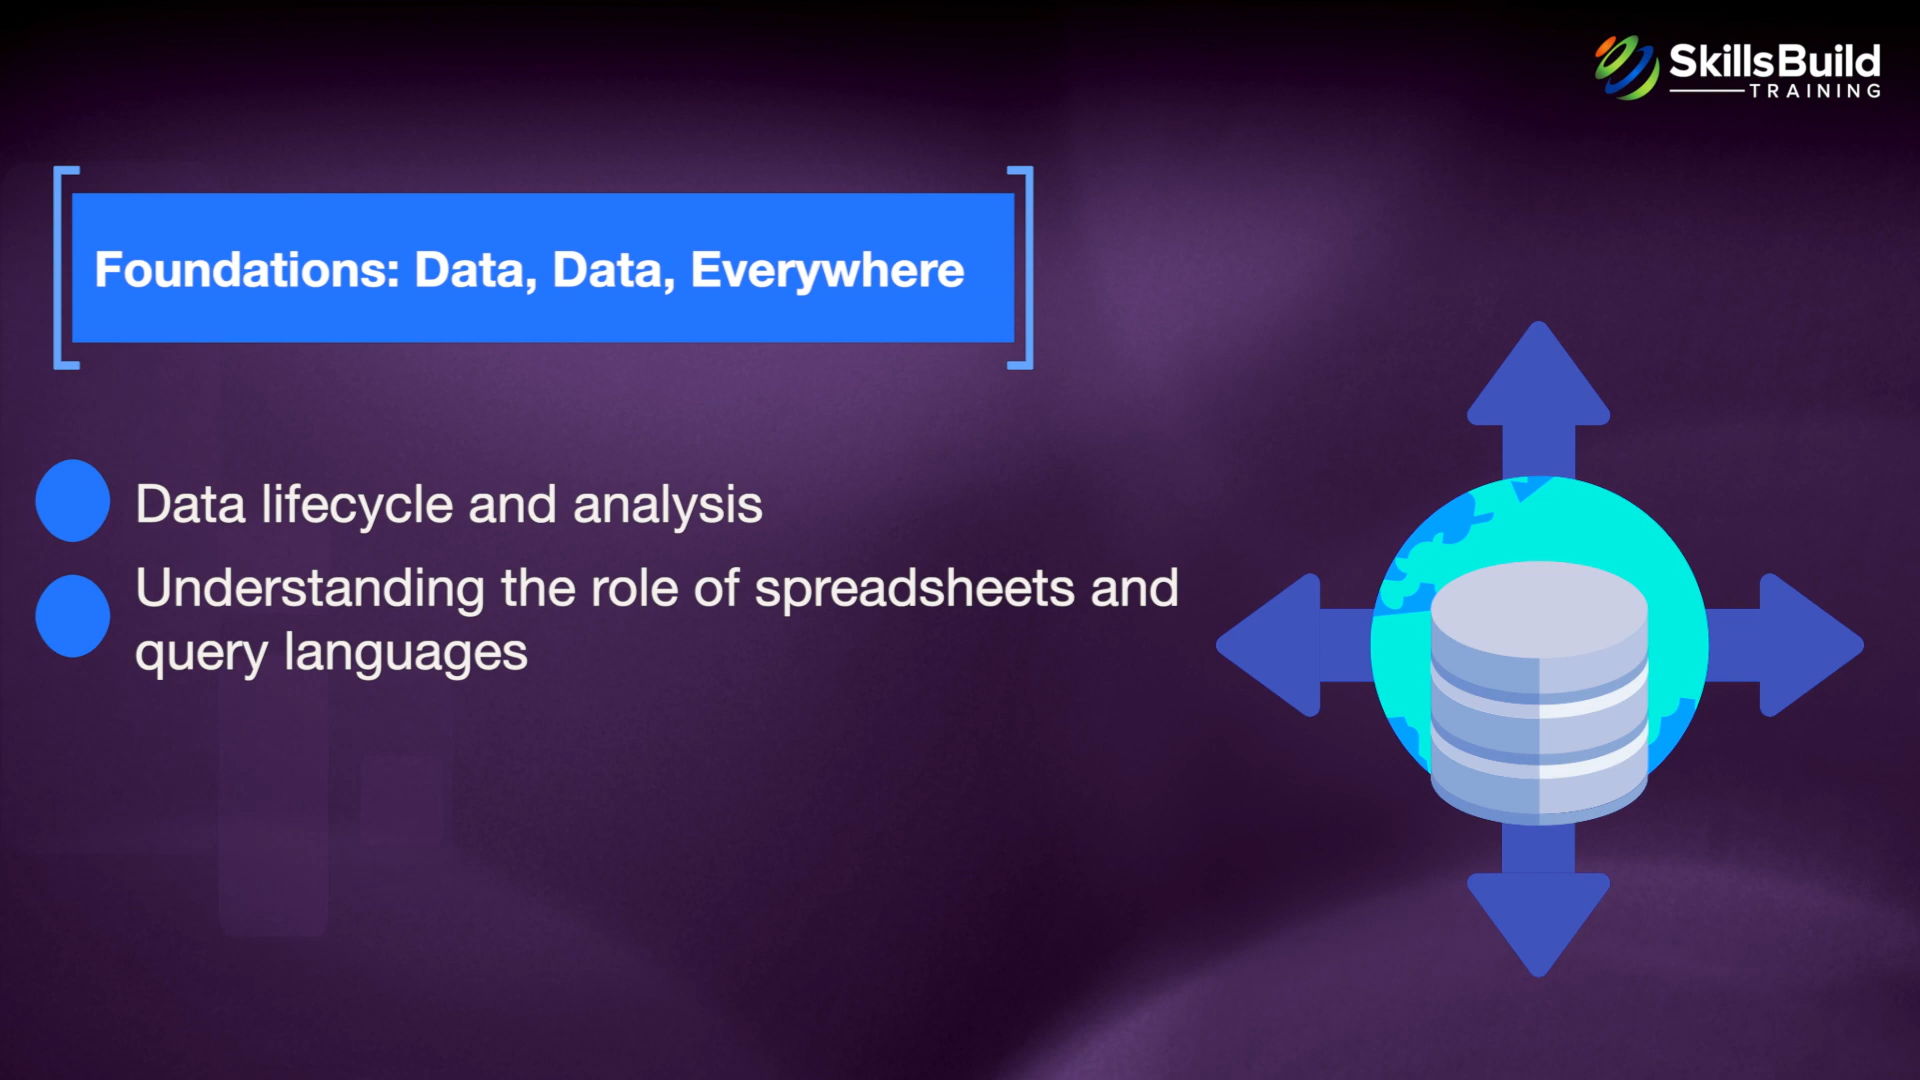 SkillsBuild
TRAINING
Foundations: Data, Data, Everywhere
Data lifecycle and analysis
Understanding the role of spreadsheets and
query languages